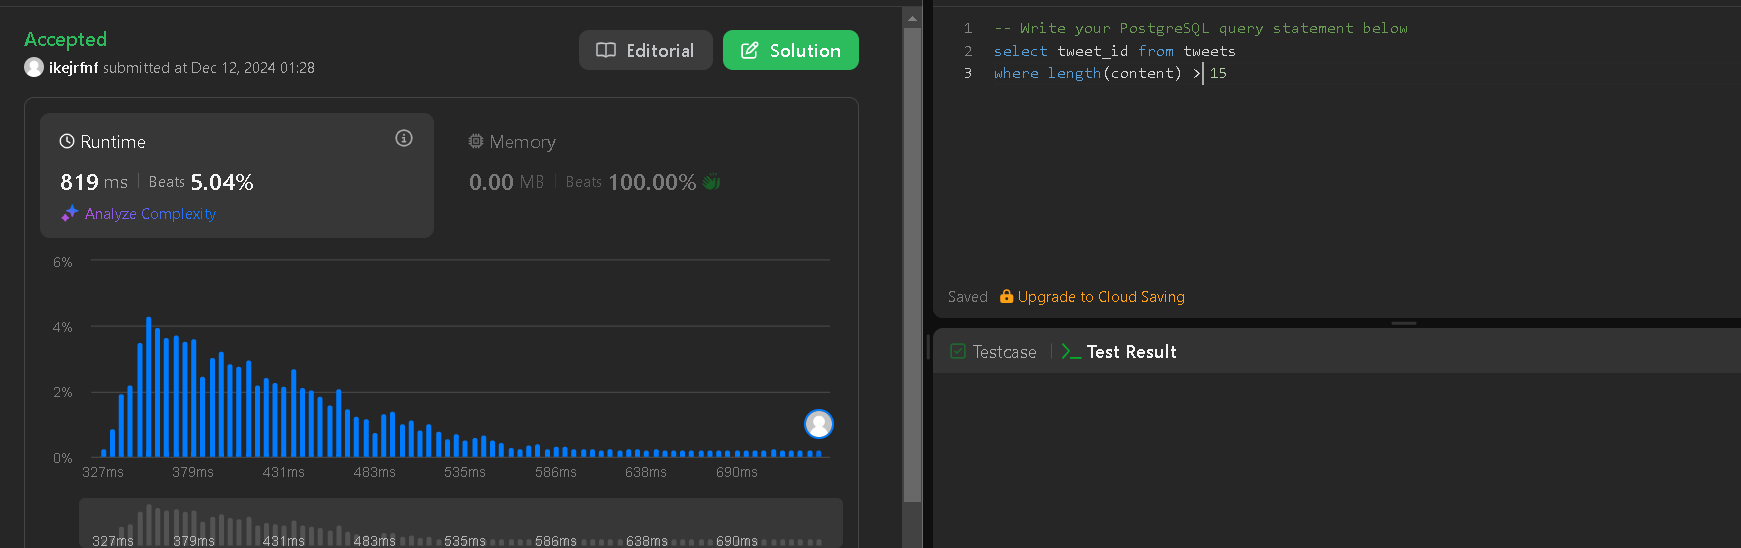 Accepted
ikejrfnf submitted at Dec 12, 2024 01:28
Editorial
Solution
Runtime
819 ms | Beats 5.04%
Analyze Complexity
Memory
0.00 MB | Beats 100.00%
6%
4%
2%
0%
327ms 379ms 431ms 483ms 535ms 586ms 638ms 690ms
327ms 379ms 431ms 483ms 535ms 586ms 638ms 690ms
1 -- Write your PostgreSQL query statement below
2 select tweet_id from tweets
3 where length(content) > 15
Saved Upgrade to Cloud Saving
Testcase | >_ Test Result